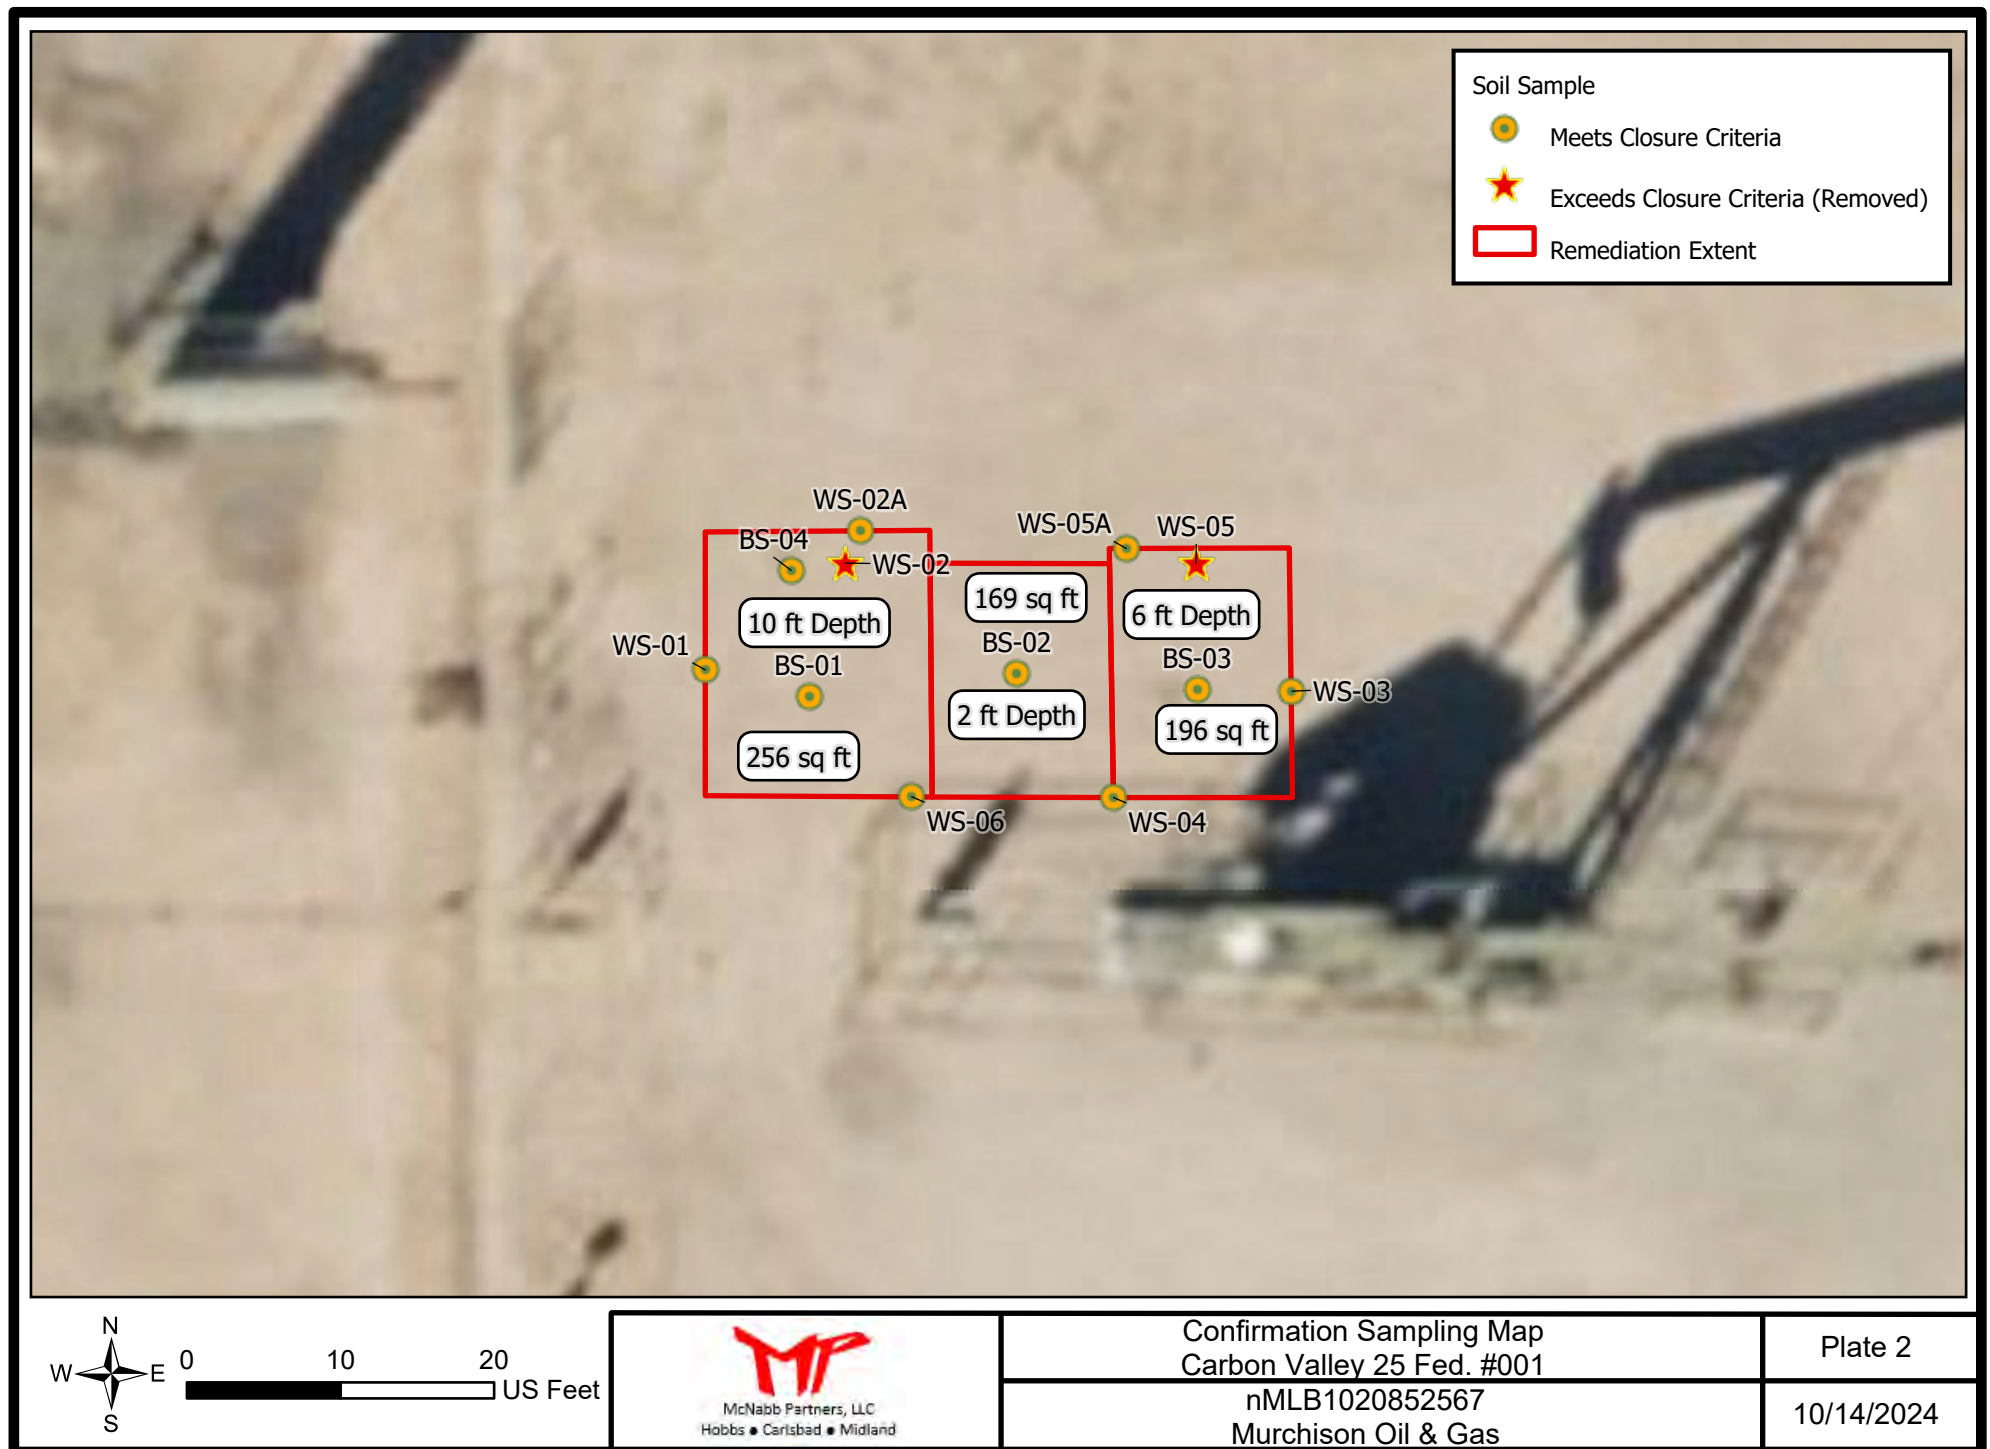 Soil Sample
Meets Closure Criteria
Exceeds Closure Criteria (Removed)
Remediation Extent
WS-02A
WS-05A
WS-05
BS-04
WS-02
169 sq ft
6 ft Depth
10 ft Depth
WS-01
BS-01
BS-02
BS-03
WS-03
2 ft Depth
196 sq ft
256 sq ft
WS-06
WS-04
N
W
E
S
0 10 20
US Feet
MP
McNabb Partners, LLC
Hobbs • Carlsbad • Midland
Confirmation Sampling Map
Carbon Valley 25 Fed. #001
nMLB1020852567
Murchison Oil & Gas
Plate 2
10/14/2024